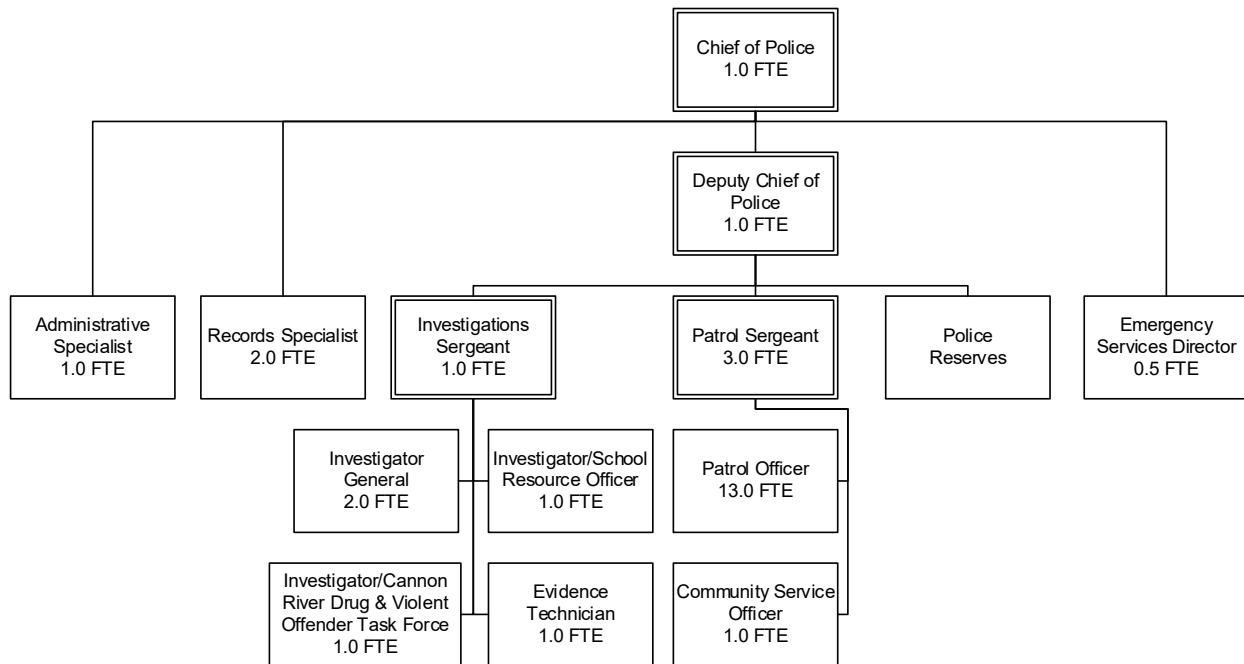 Chief of Police
1.0 FTE
Deputy Chief of
Police
1.0 FTE
Administrative
Specialist
1.0 FTE
Records Specialist
2.0 FTE
Investigations
Sergeant
1.0 FTE
Patrol Sergeant
3.0 FTE
Police
Reserves
Emergency
Services Director
0.5 FTE
Investigator
General
2.0 FTE
Investigator/School
Resource Officer
1.0 FTE
Patrol Officer
13.0 FTE
Investigator/Cannon
River Drug & Violent
Offender Task Force
1.0 FTE
Evidence
Technician
1.0 FTE
Community Service
Officer
1.0 FTE